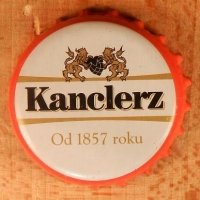 Kanclerz
Od 1857 roku